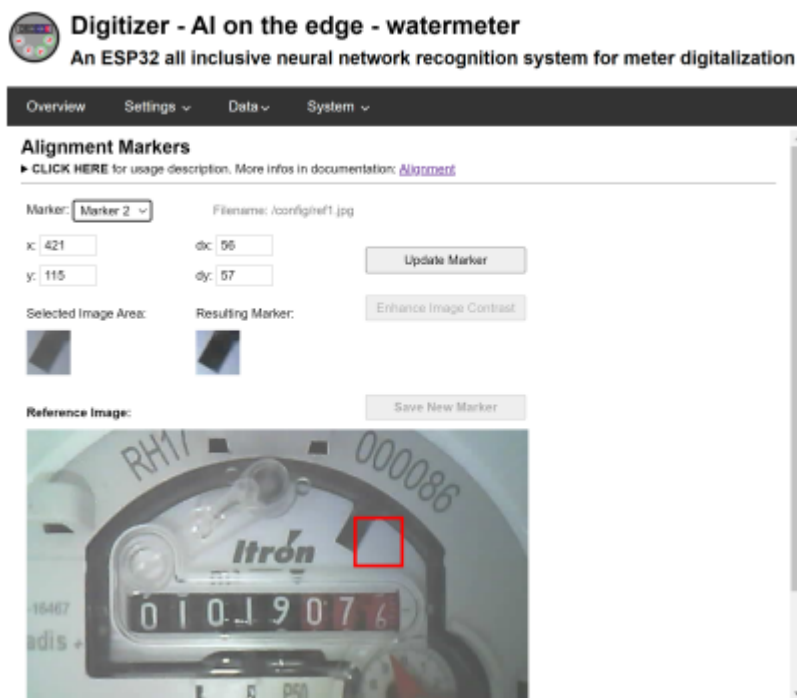 Digitizer - AI on the edge - watermeter
An ESP32 all inclusive neural network recognition system for meter digitalization
Overview Settings Data System
Alignment Markers
▸ CLICK HERE for usage description. More infos in documentation: Alignment
Marker: Marker 2 Filename: /config/ref1.jpg
x: 421 dx: 56
Update Marker
y: 115 dy: 57
Selected Image Area: Resulting Marker: Enhance Image Contrast
Reference Image: Save New Marker
RH17 000086
Itrón
-16467
0 1 0 1 9 0 7 6
adis +
P50